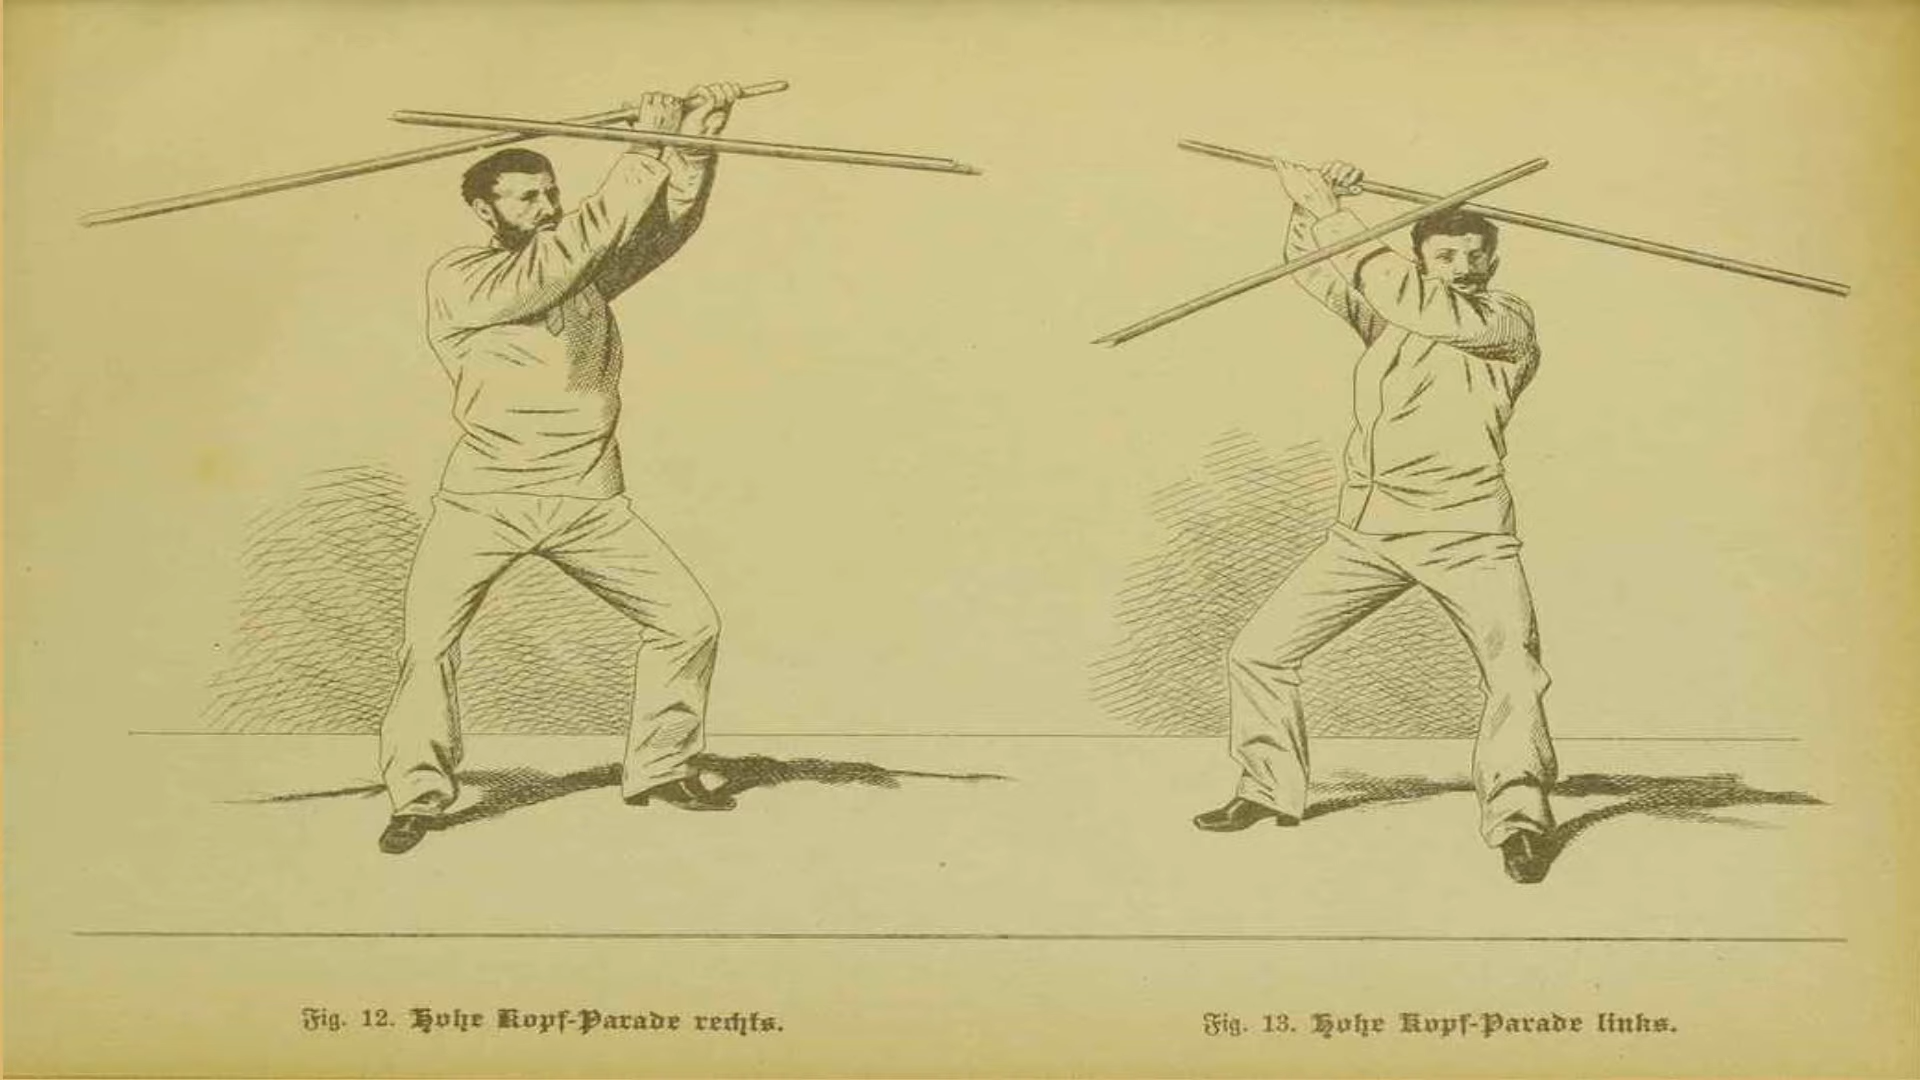 Fig. 12. Hohe Kopf-Parade rechts.
Fig. 13. Hohe Kopf-Parade links.